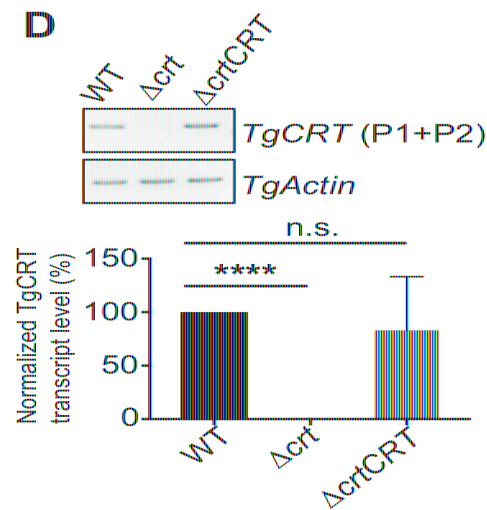 D
WT Δcrt ΔcrtCRT
TgCRT (P1+P2)
TgActin
n.s.
****
Normalized TgCRT
transcript level (%)
150
100
50
0
WT Δcrt ΔcrtCRT